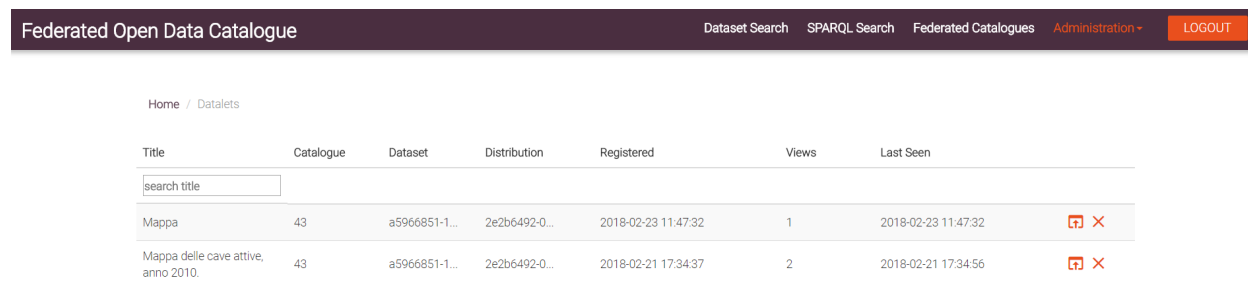 Federated Open Data Catalogue Dataset Search SPARQL Search Federated Catalogues Administration LOGOUT
Home / Datalets
Title Catalogue Dataset Distribution Registered Views Last Seen
search title
Mappa 43 a5966851-1... 2e2b6492-0... 2018-02-23 11:47:32 1 2018-02-23 11:47:32
Mappa delle cave attive,
anno 2010. 43 a5966851-1... 2e2b6492-0... 2018-02-21 17:34:37 2 2018-02-21 17:34:56